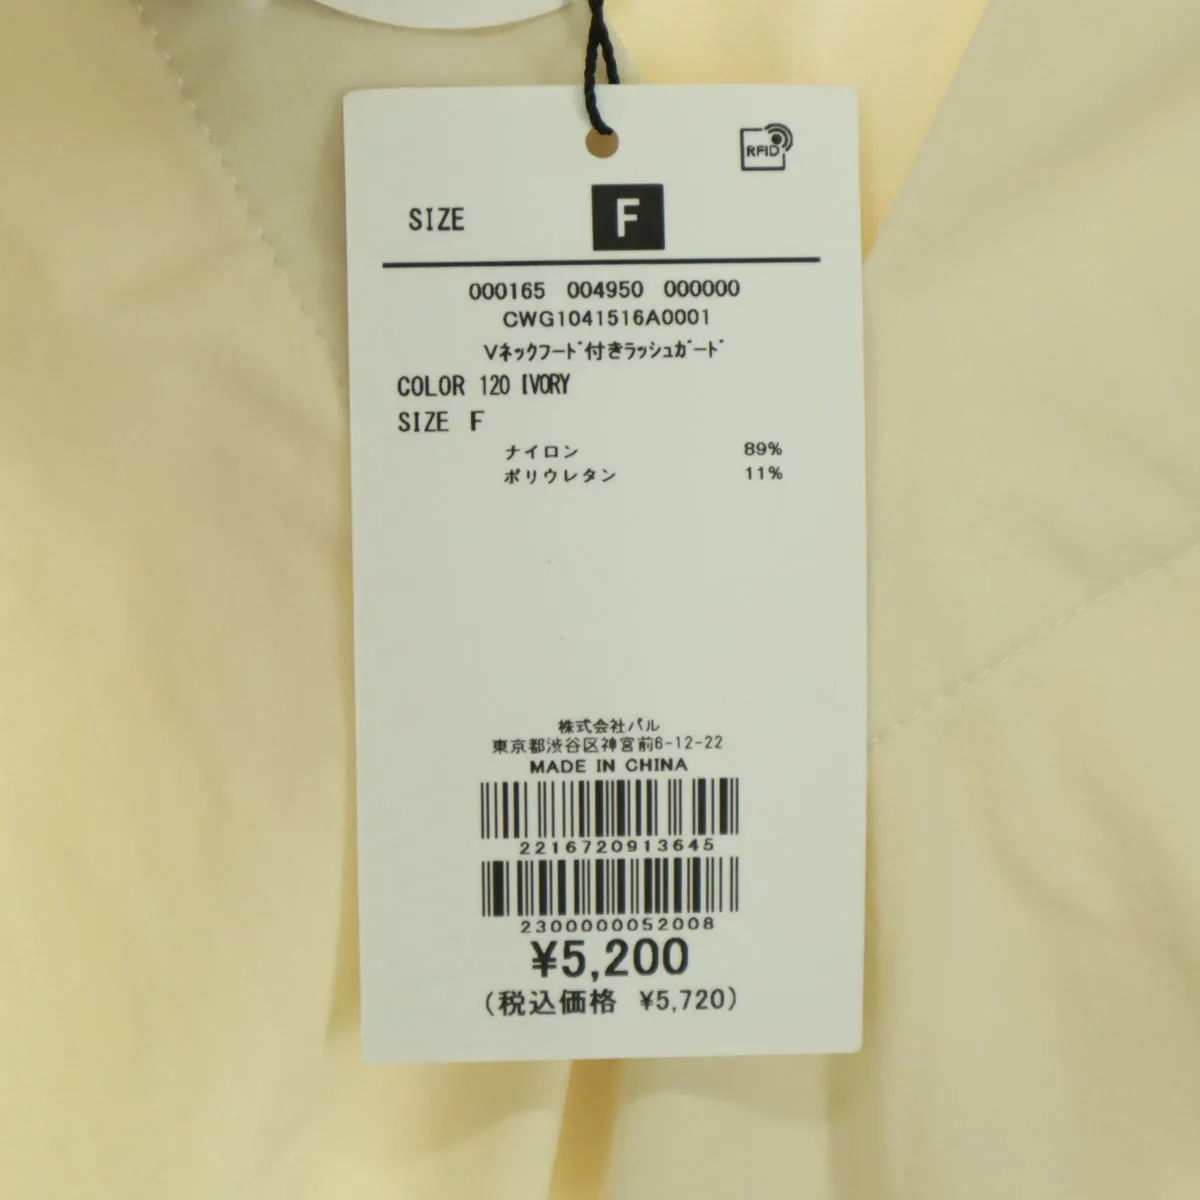 RFID
SIZE F
000165 004950 000000
CWG1041516A0001
Vネックフード付きラッシュガード
COLOR 120 IVORY
SIZE F
ナイロン 89%
ポリウレタン 11%
株式会社パル
東京都渋谷区神宮前6-12-22
MADE IN CHINA
2216720913645
2300000052008
¥5,200
(税込価格 ¥5,720)